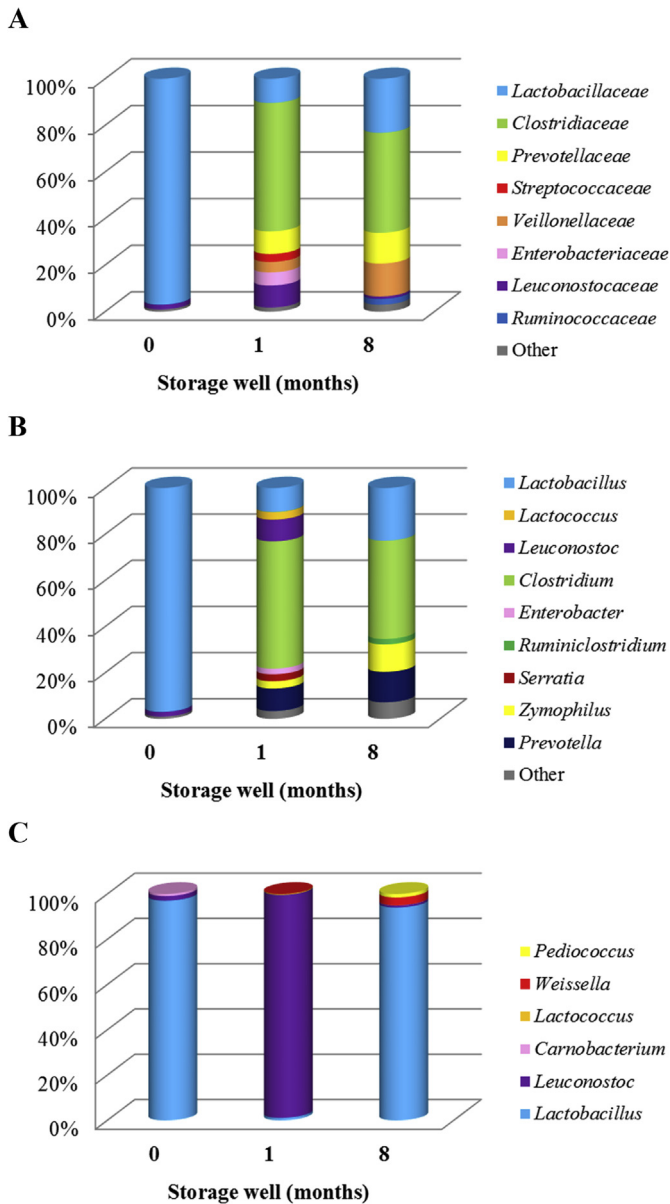 A
100%
80%
60%
40%
20%
0%
0 1 8
Storage well (months)
Lactobacillaceae
Clostridiaceae
Prevotellaceae
Streptococcaceae
Veillonellaceae
Enterobacteriaceae
Leuconostocaceae
Ruminococcaceae
Other
B
100%
80%
60%
40%
20%
0%
0 1 8
Storage well (months)
Lactobacillus
Lactococcus
Leuconostoc
Clostridium
Enterobacter
Ruminiclostridium
Serratia
Zymophilus
Prevotella
Other
C
100%
80%
60%
40%
20%
0%
0 1 8
Storage well (months)
Pediococcus
Weissella
Lactococcus
Carnobacterium
Leuconostoc
Lactobacillus